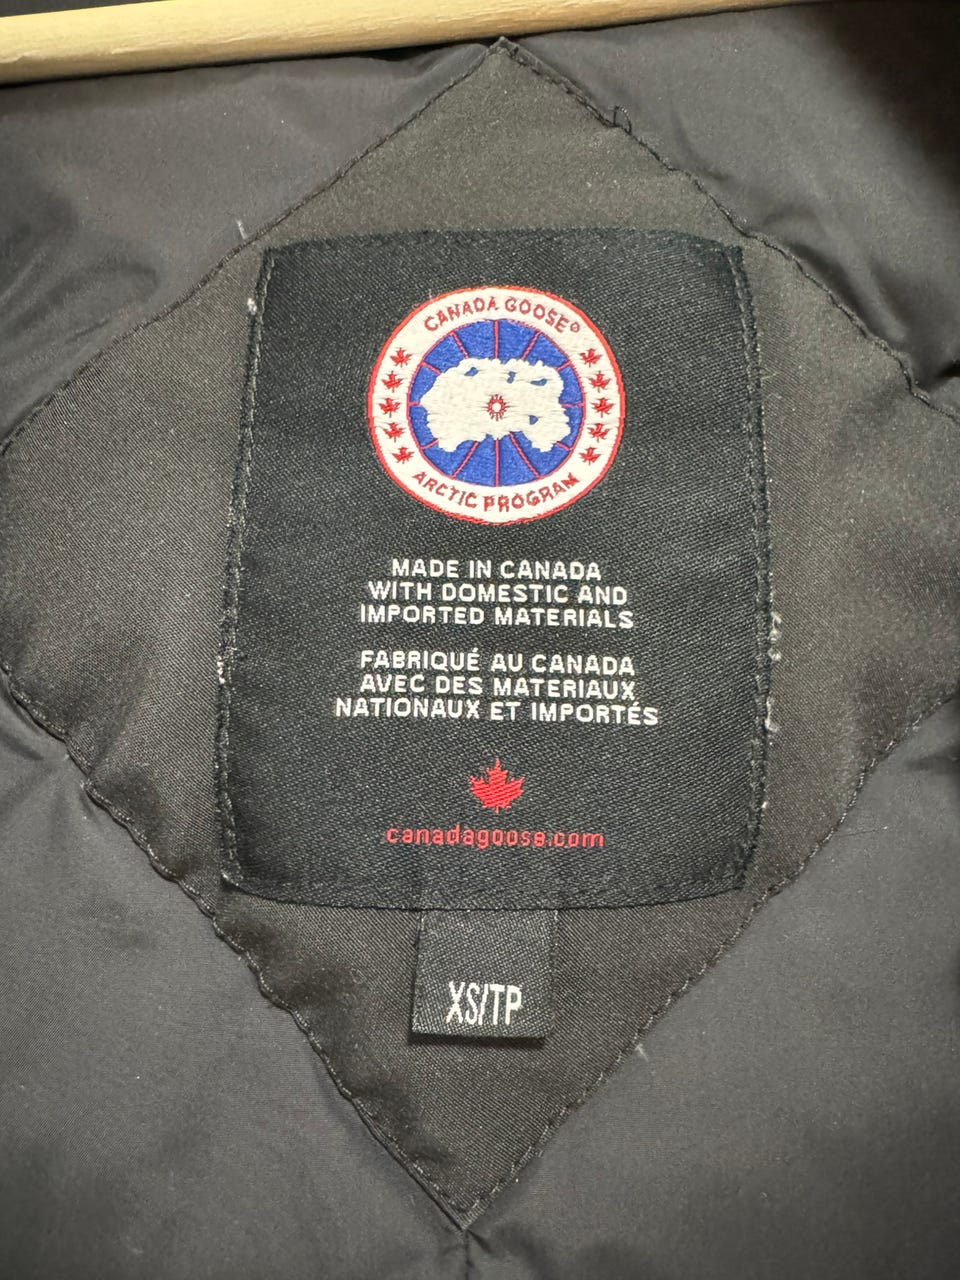 CANADA GOOSE®
ARCTIC PROGRAM
MADE IN CANADA
WITH DOMESTIC AND
IMPORTED MATERIALS
FABRIQUÉ AU CANADA
AVEC DES MATERIAUX
NATIONAUX ET IMPORTÉS
canadagoose.com
XS/TP